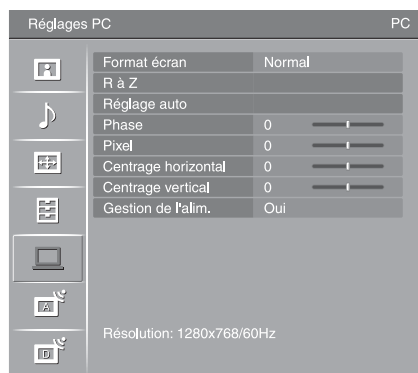 Réglages PC PC
Format écran Normal
R à Z
Réglage auto
Phase 0
Pixel 0
Centrage horizontal 0
Centrage vertical 0
Gestion de l'alim. Oui
A
D
Résolution: 1280x768/60Hz